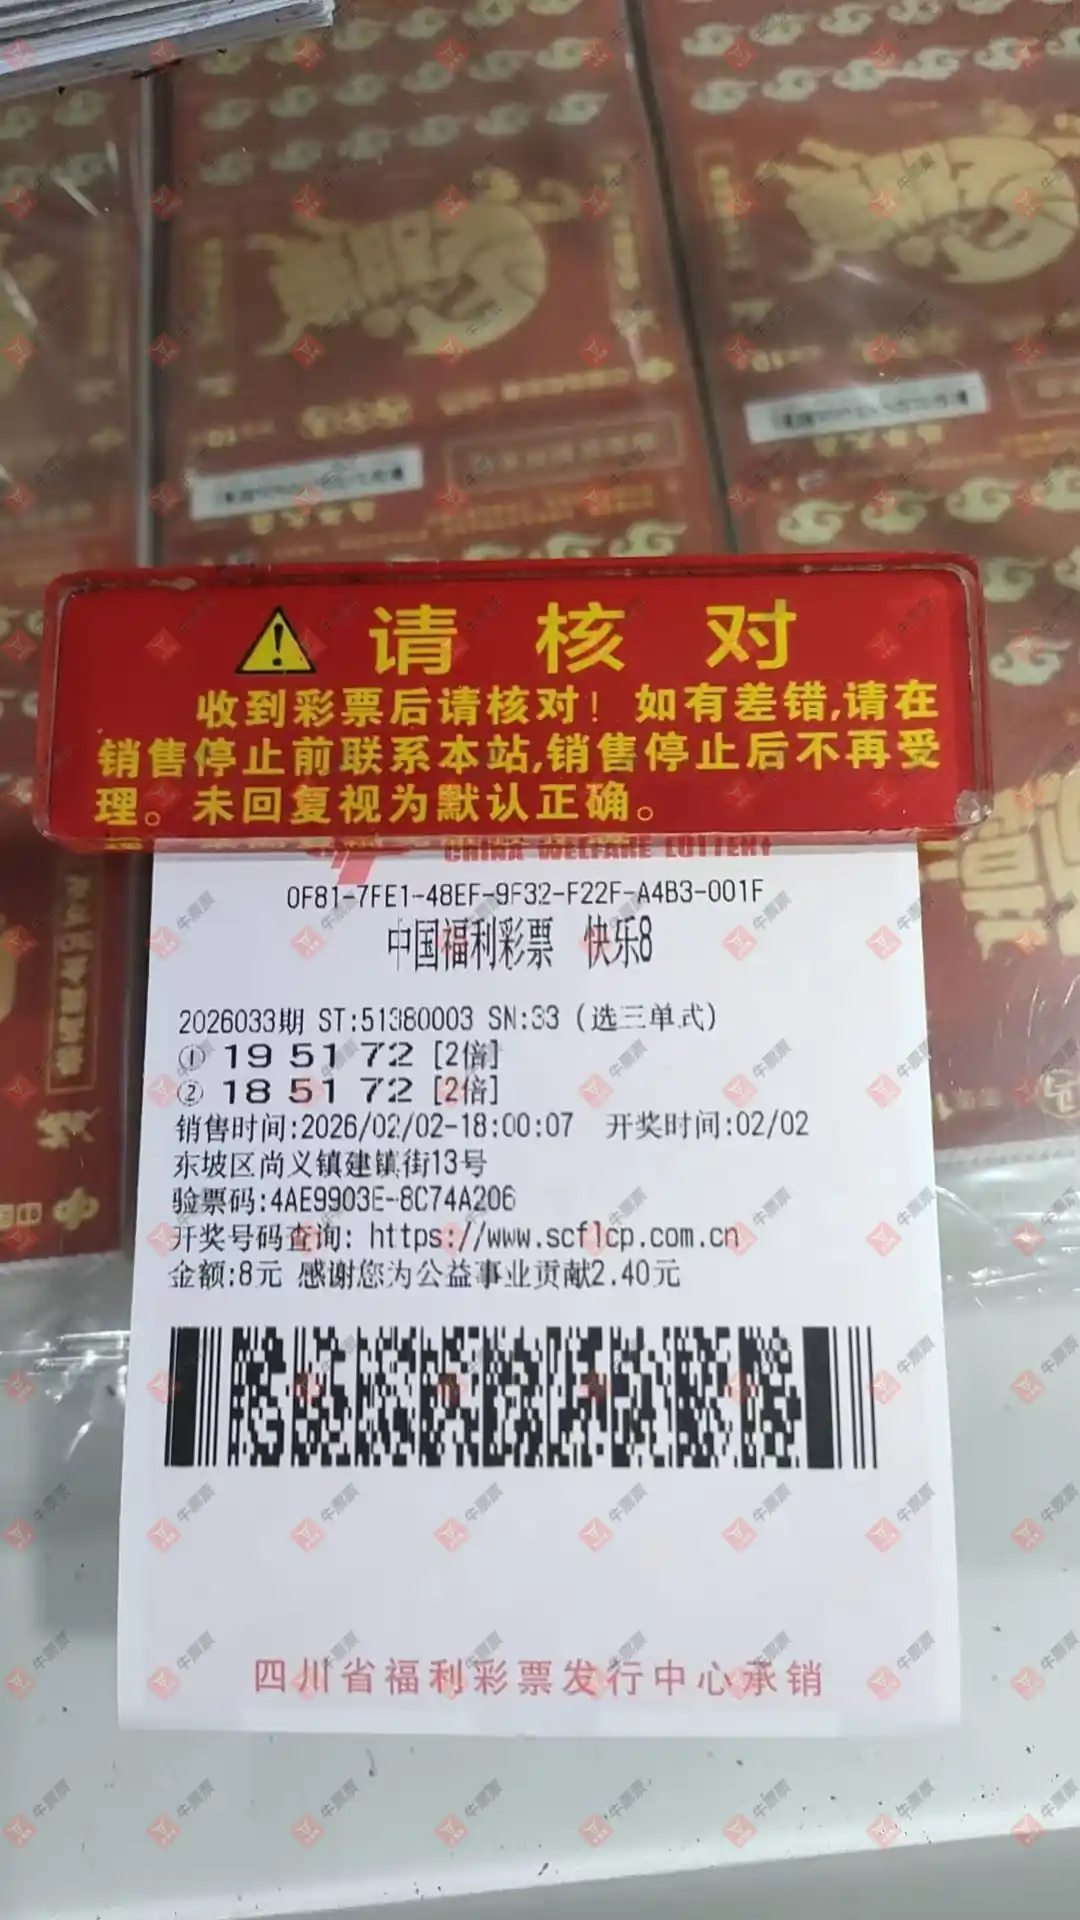 请核对
收到彩票后请核对！如有差错,请在
销售停止前联系本站,销售停止后不再受
理。未回复视为默认正确。
CHINA WELFARE LOTTERY
0F81-7FE1-48EF-9F32-F22F-A4B3-001F
中国福利彩票 快乐8
2026033期 ST:51380003 SN:33 (选三单式)
① 19 51 72 [2倍]
② 18 51 72 [2倍]
销售时间:2026/02/02-18:00:07 开奖时间:02/02
东坡区尚义镇建镇街13号
验票码:4AE9903E-8C74A206
开奖号码查询: https://www.scflcp.com.cn
金额:8元 感谢您为公益事业贡献2.40元
四川省福利彩票发行中心承销
牛票票